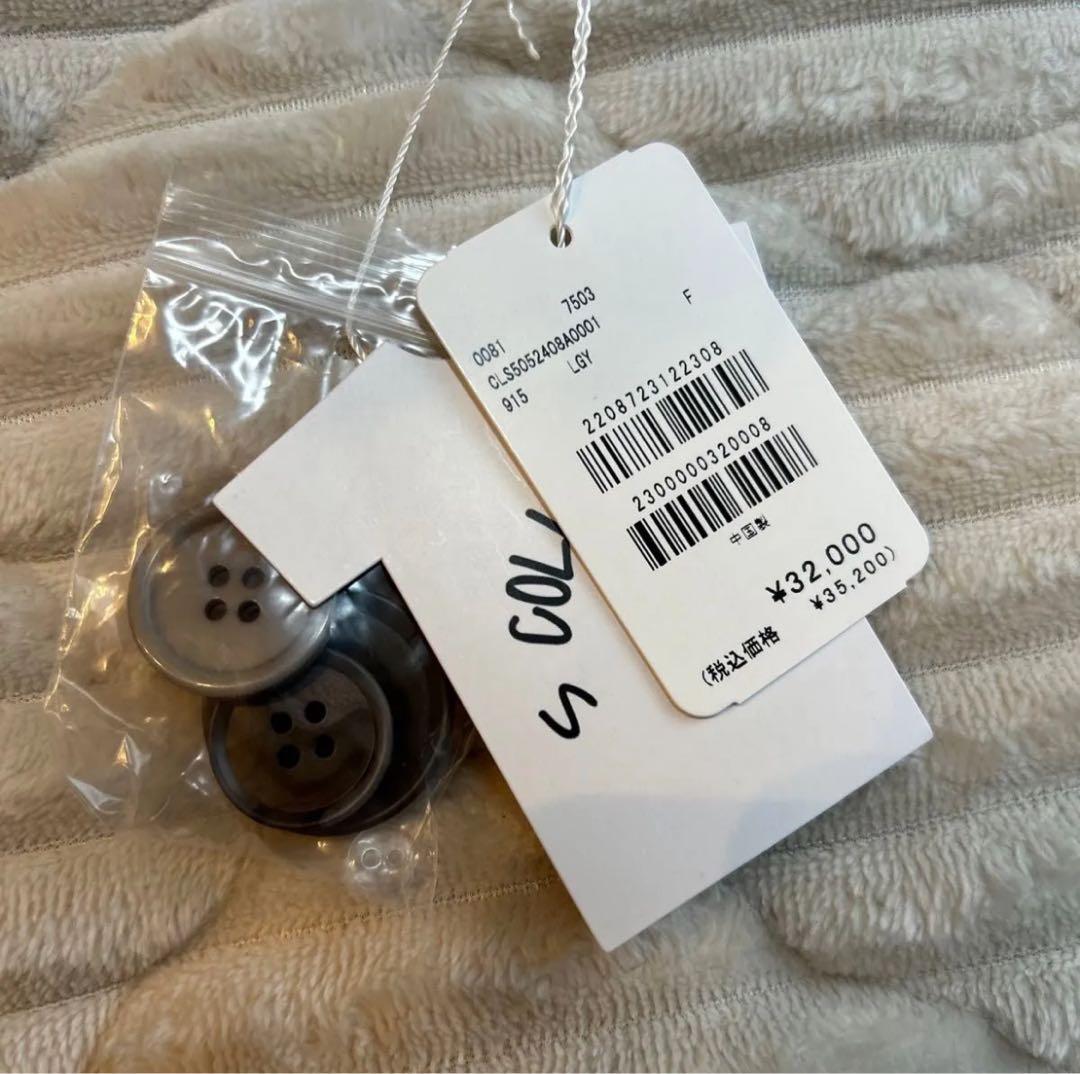 7503
0081 F
CLS5052408A0001
915 LGY
2208723122308
2300000320008
中国製
¥32,000
(税込価格 ¥35,200)
S COL